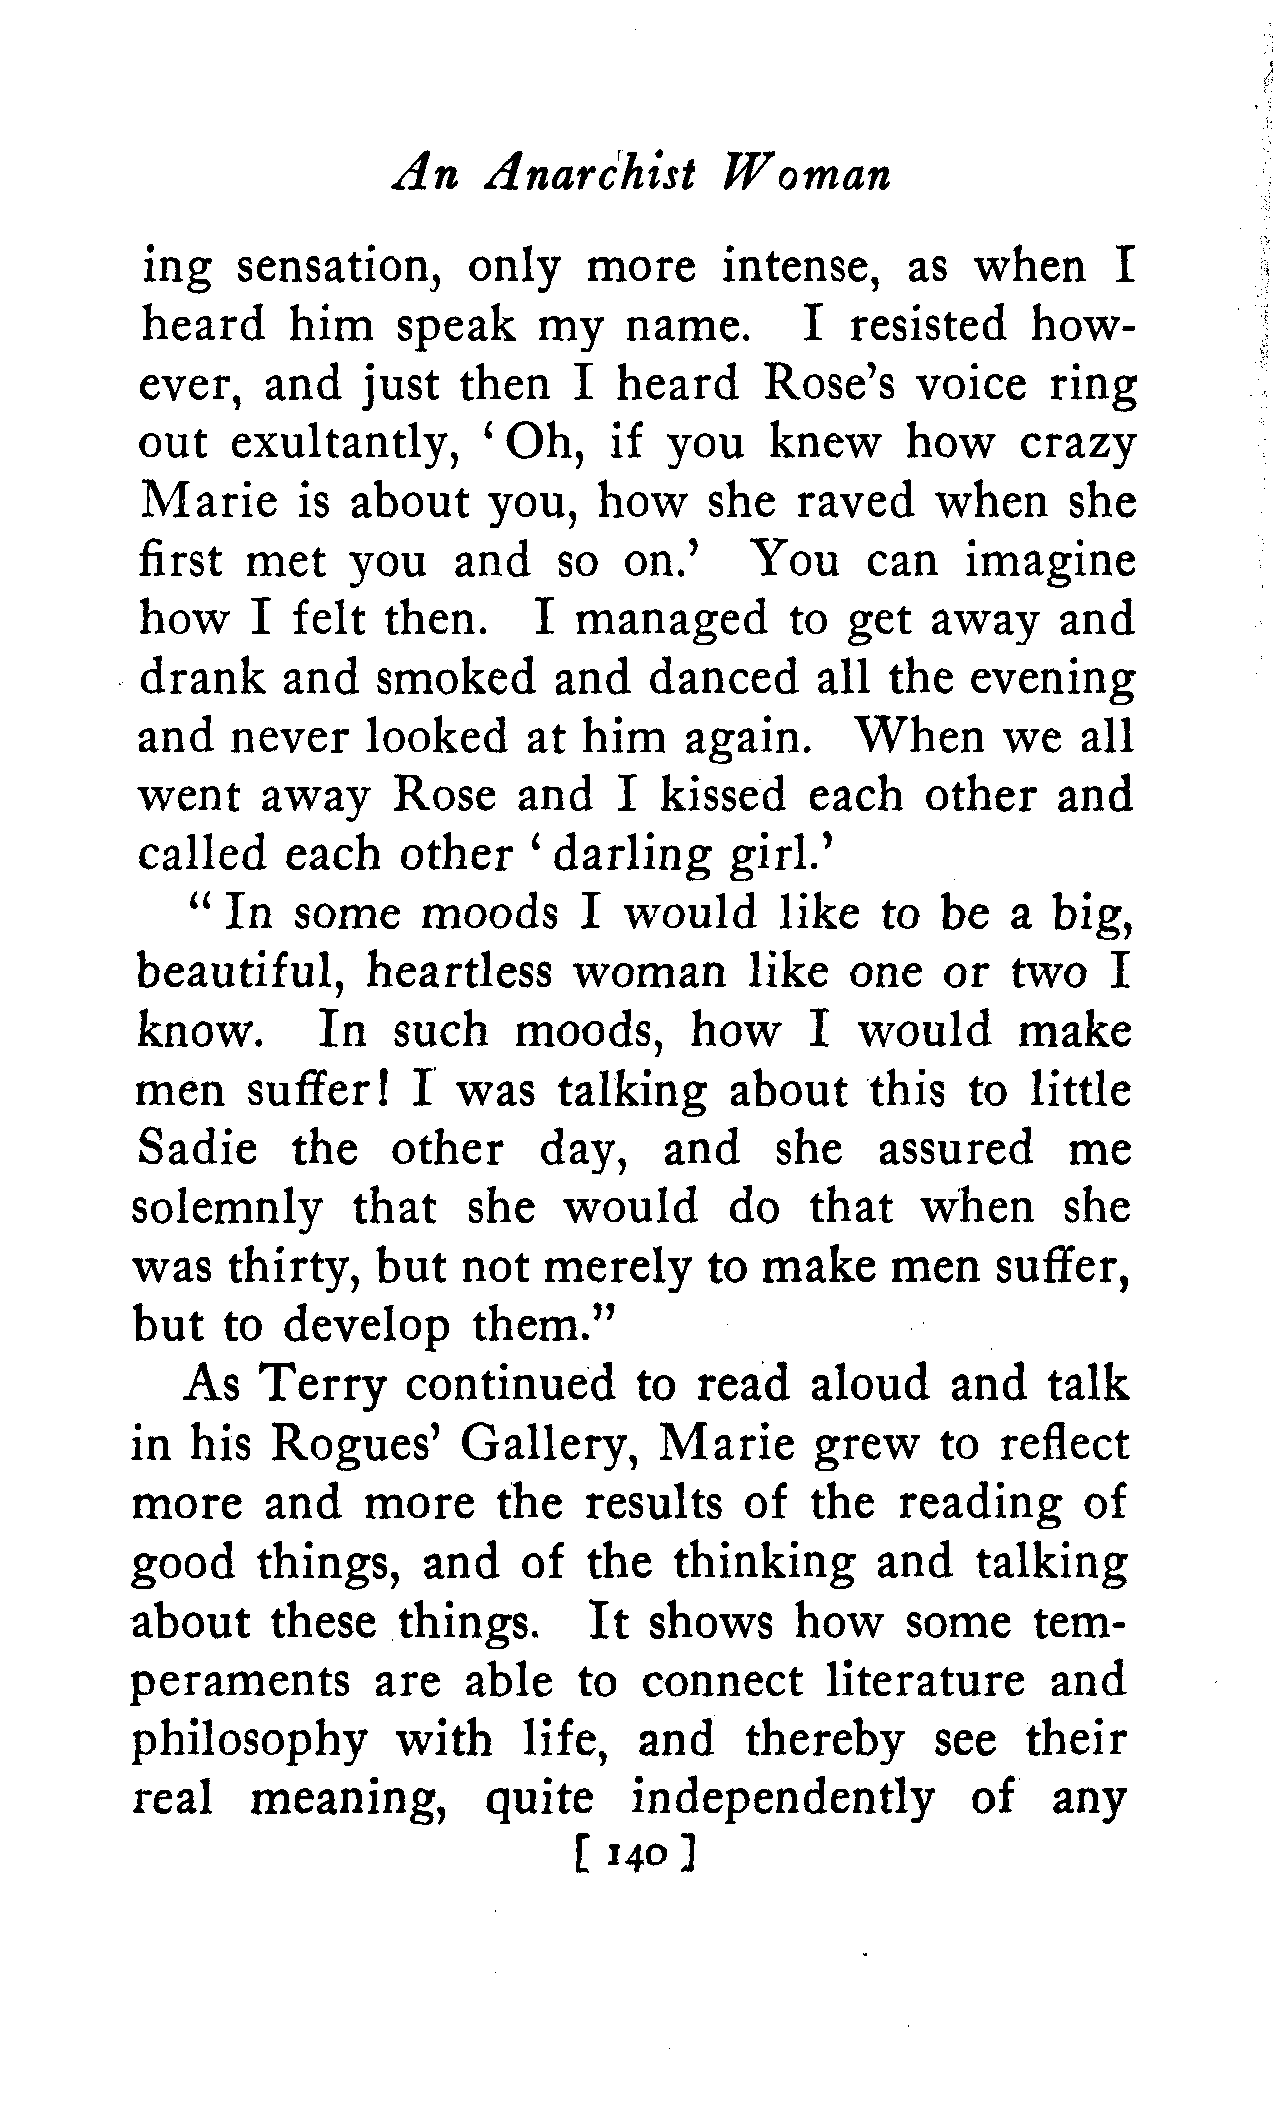 An Anarchist Woman
ing sensation, only more intense, as when I
heard him speak my name. I resisted how-
ever, and just then I heard Rose's voice ring
out exultantly, ‘Oh, if you knew how crazy
Marie is about you, how she raved when she
first met you and so on.’ You can imagine
how I felt then. I managed to get away and
drank and smoked and danced all the evening
and never looked at him again. When we all
went away Rose and I kissed each other and
called each other ‘darling girl.’
“In some moods I would like to be a big,
beautiful, heartless woman like one or two I
know. In such moods, how I would make
men suffer! I was talking about this to little
Sadie the other day, and she assured me
solemnly that she would do that when she
was thirty, but not merely to make men suffer,
but to develop them.”
As Terry continued to read aloud and talk
in his Rogues' Gallery, Marie grew to reflect
more and more the results of the reading of
good things, and of the thinking and talking
about these things. It shows how some tem-
peraments are able to connect literature and
philosophy with life, and thereby see their
real meaning, quite independently of any
[ 140 ]